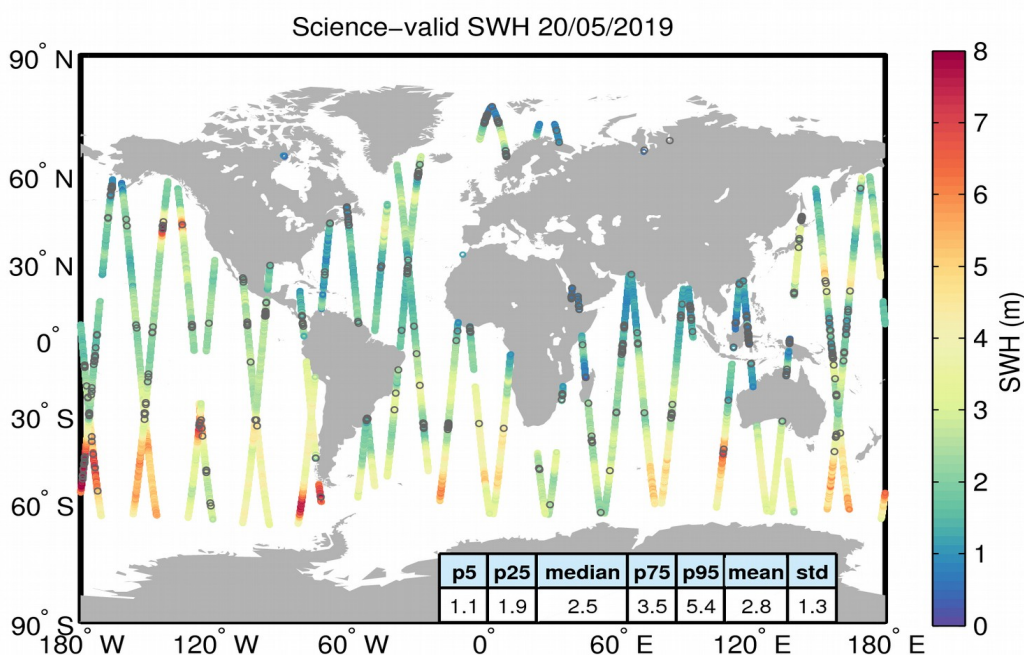 Science-valid SWH 20/05/2019
90° N
60° N
30° N
0°
30° S
60° S
90° S
180° W
120° W
60° W
0°
60° E
120° E
180° E
p5 p25 median p75 p95 mean std
1.1 1.9 2.5 3.5 5.4 2.8 1.3
8
7
6
5
4
3
2
1
0
SWH (m)